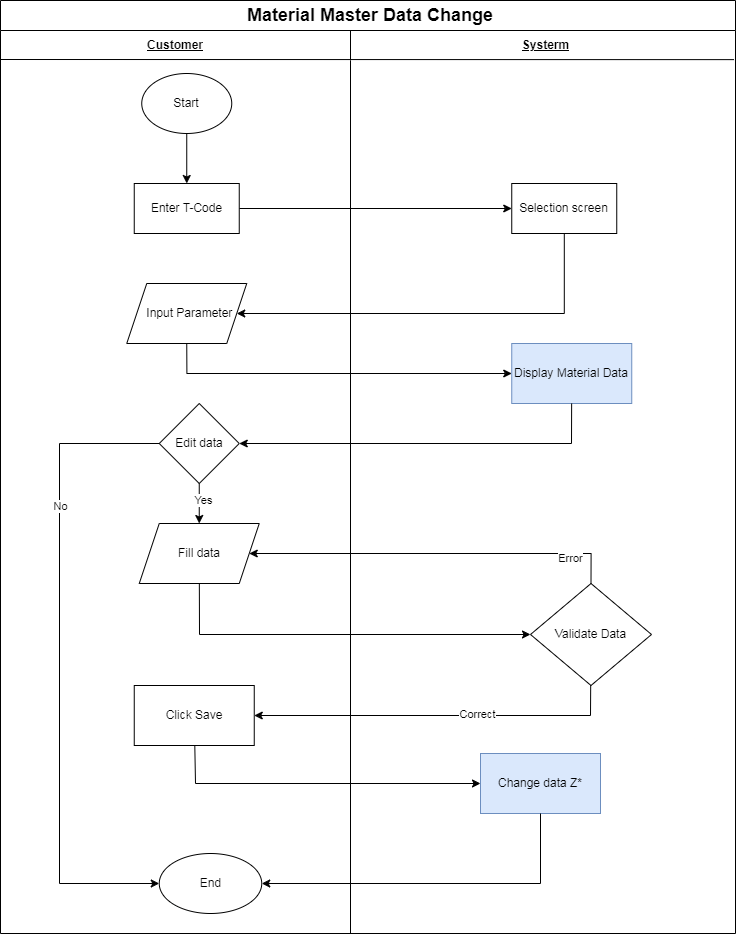 Material Master Data Change
Customer
Systerm
Start
Enter T-Code
Selection screen
Input Parameter
Display Material Data
Edit data
Yes
No
Fill data
Error
Validate Data
Click Save
Correct
Change data Z*
End